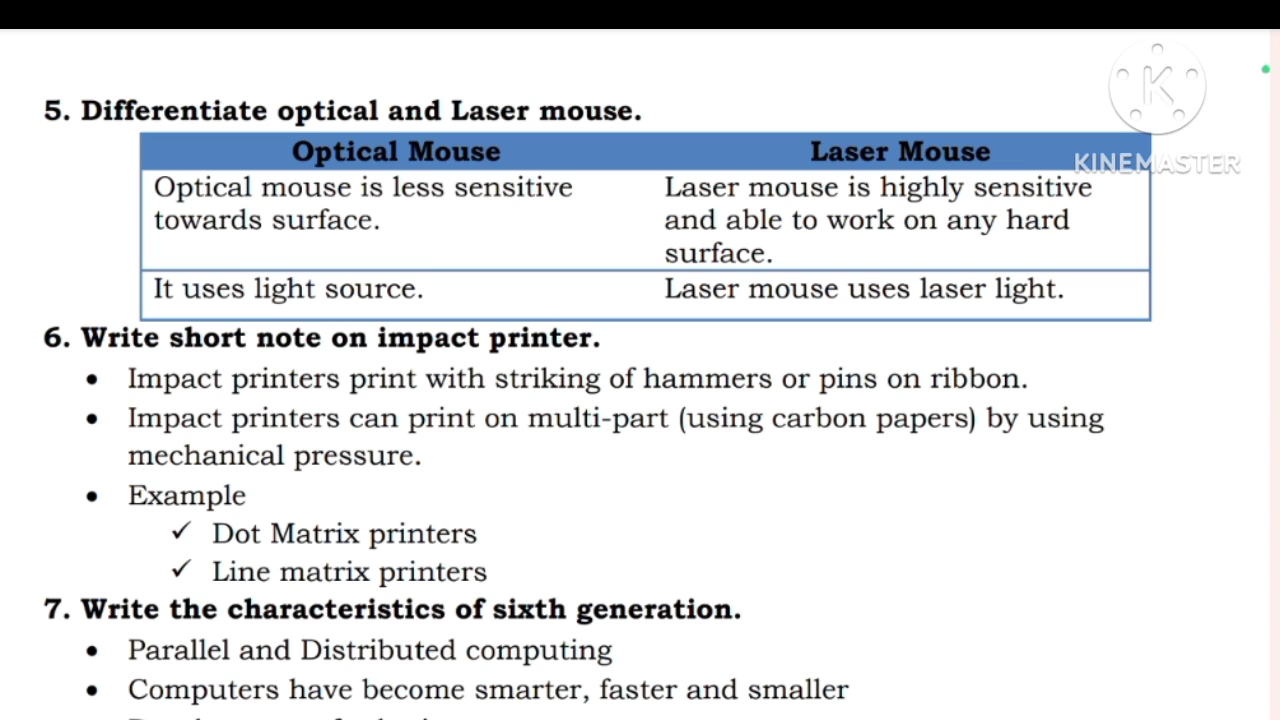 K
KINEMASTER
5. Differentiate optical and Laser mouse.
Optical Mouse Laser Mouse
Optical mouse is less sensitive
towards surface.
Laser mouse is highly sensitive
and able to work on any hard
surface.
It uses light source. Laser mouse uses laser light.
6. Write short note on impact printer.
• Impact printers print with striking of hammers or pins on ribbon.
• Impact printers can print on multi-part (using carbon papers) by using
mechanical pressure.
• Example
✓ Dot Matrix printers
✓ Line matrix printers
7. Write the characteristics of sixth generation.
• Parallel and Distributed computing
• Computers have become smarter, faster and smaller